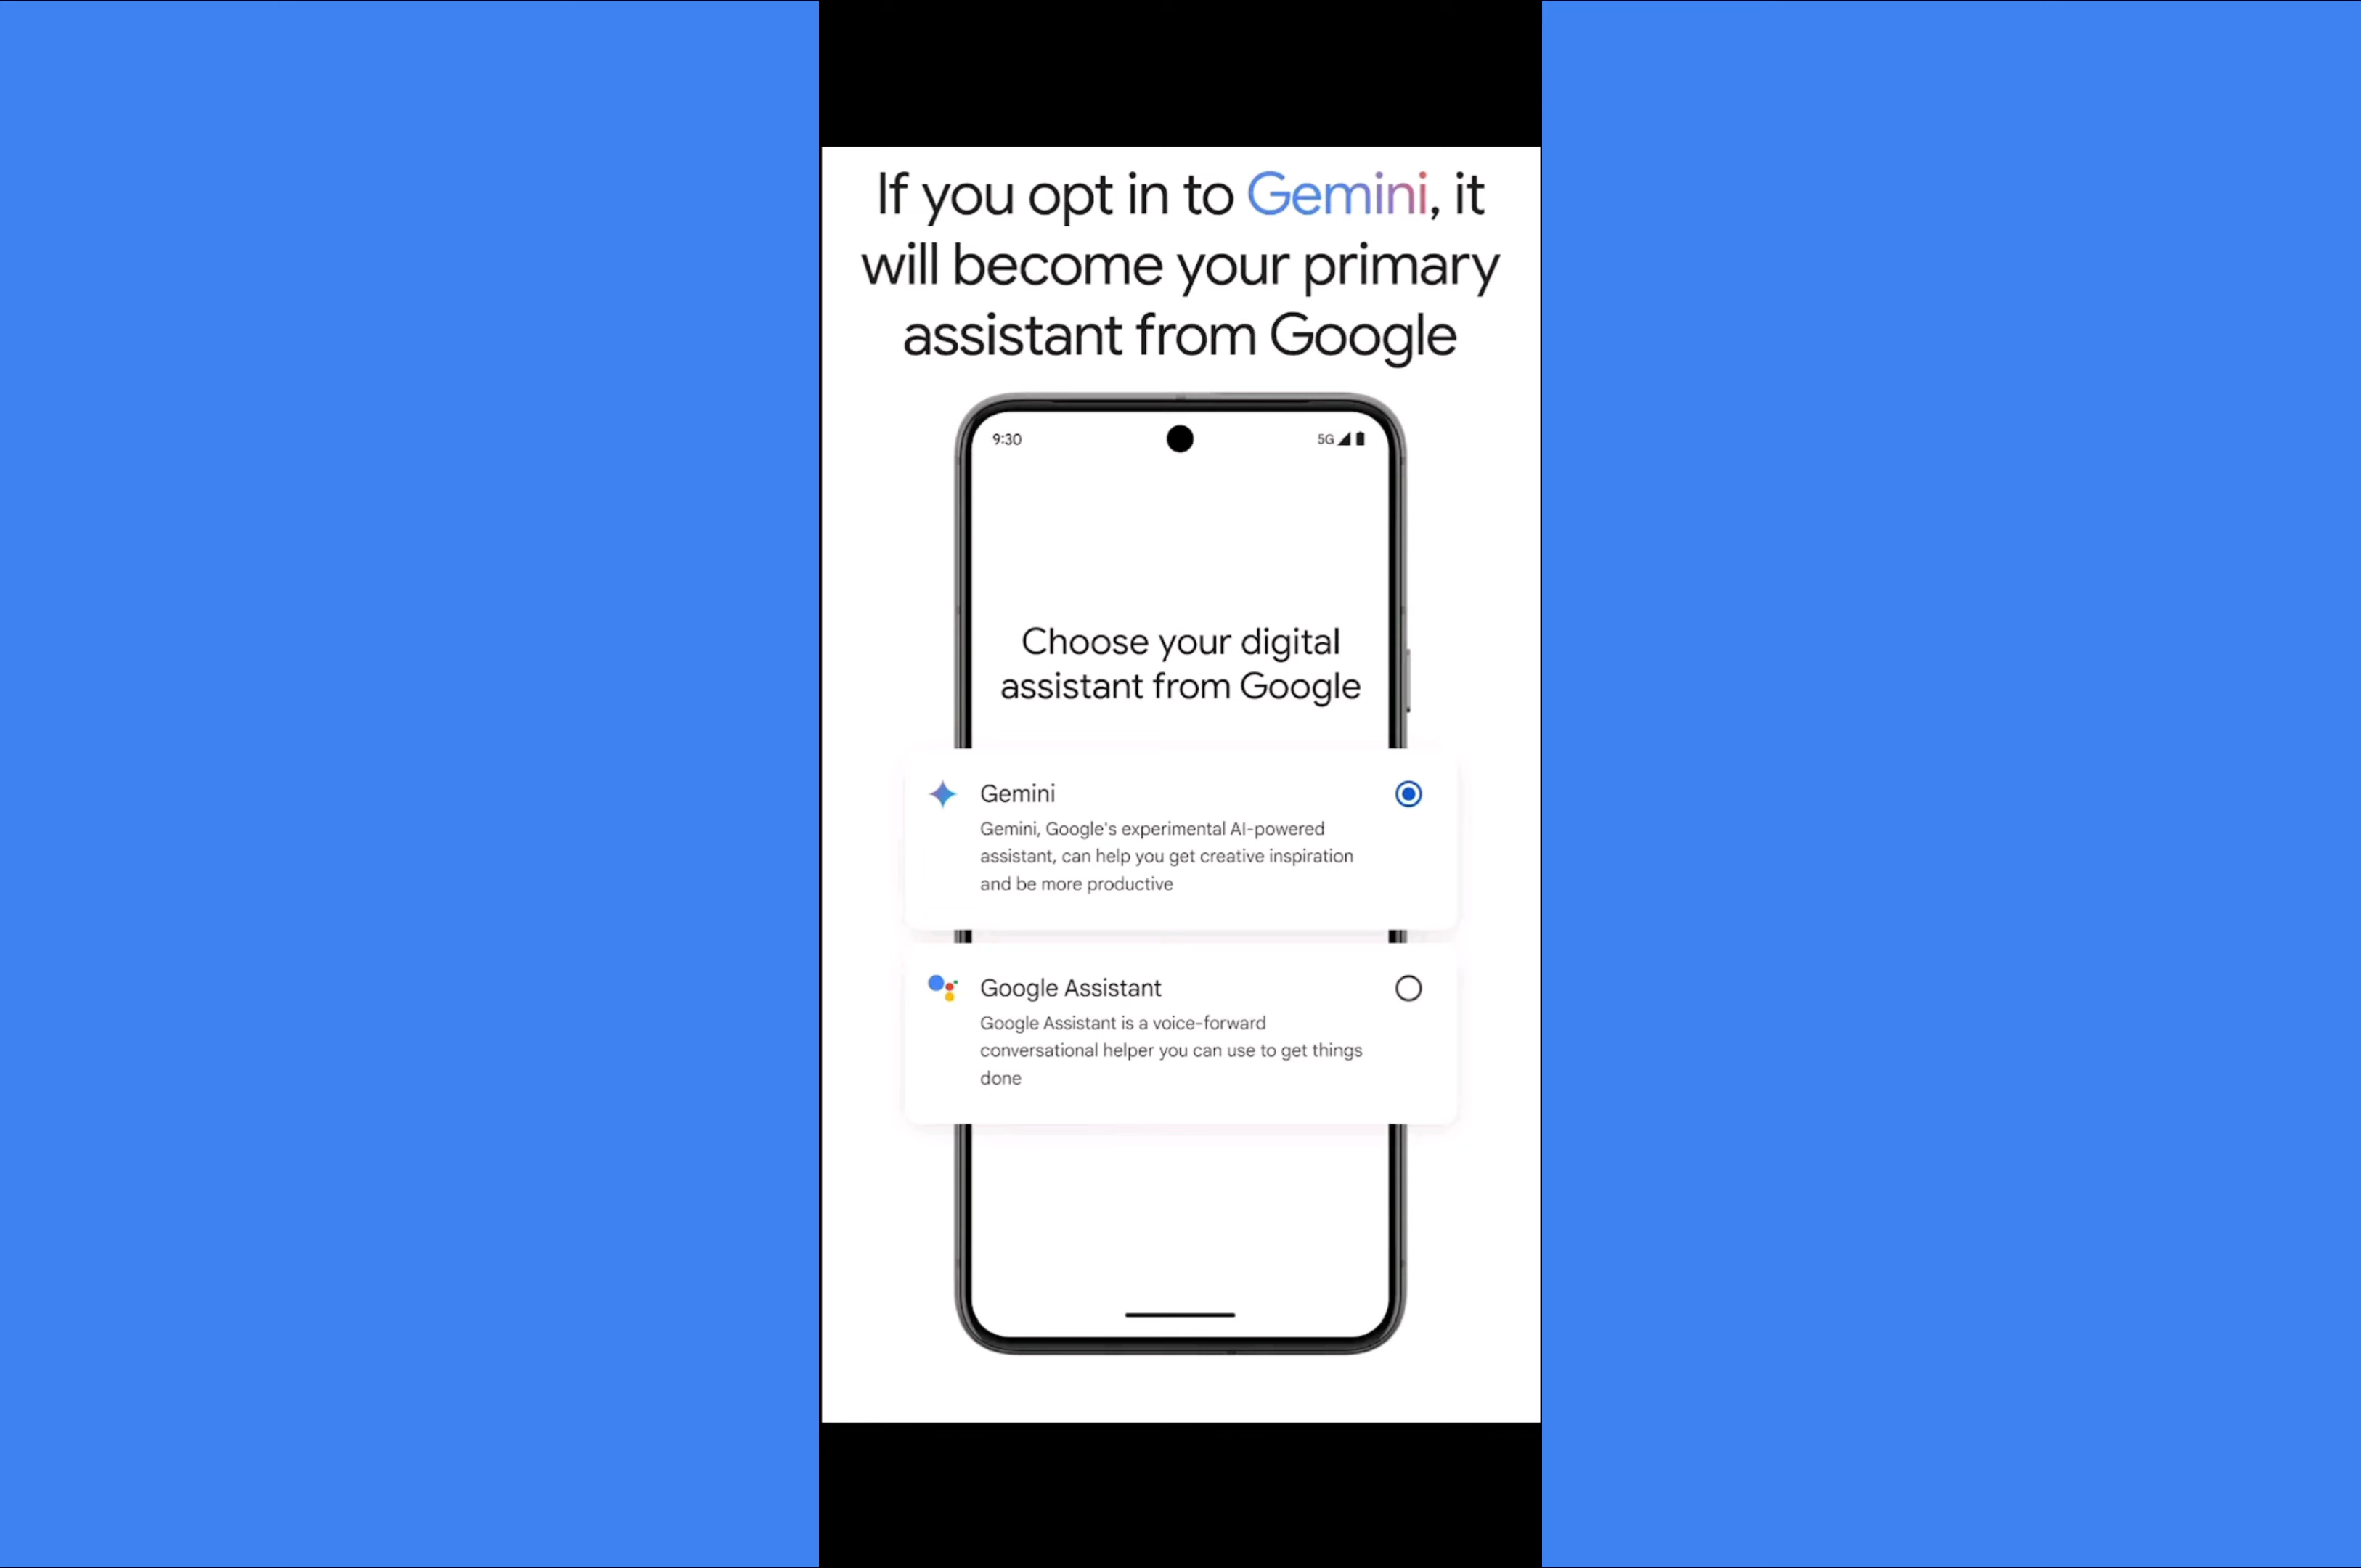 If you opt in to Gemini, it
will become your primary
assistant from Google
9:30
5G
Choose your digital
assistant from Google
Gemini
Gemini, Google's experimental AI-powered
assistant, can help you get creative inspiration
and be more productive
Google Assistant
Google Assistant is a voice-forward
conversational helper you can use to get things
done